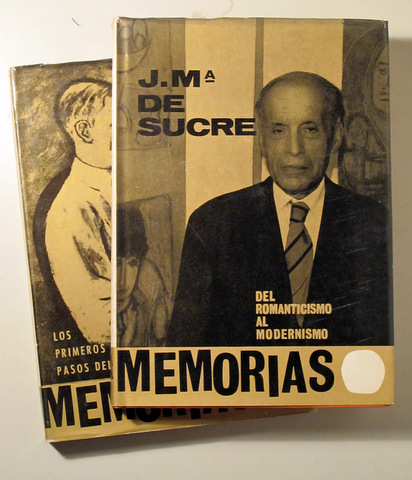 J. Mª
DE
SUCRE
DEL
ROMANTICISMO
AL
MODERNISMO
MEMORIAS
LOS
PRIMEROS
PASOS DEL